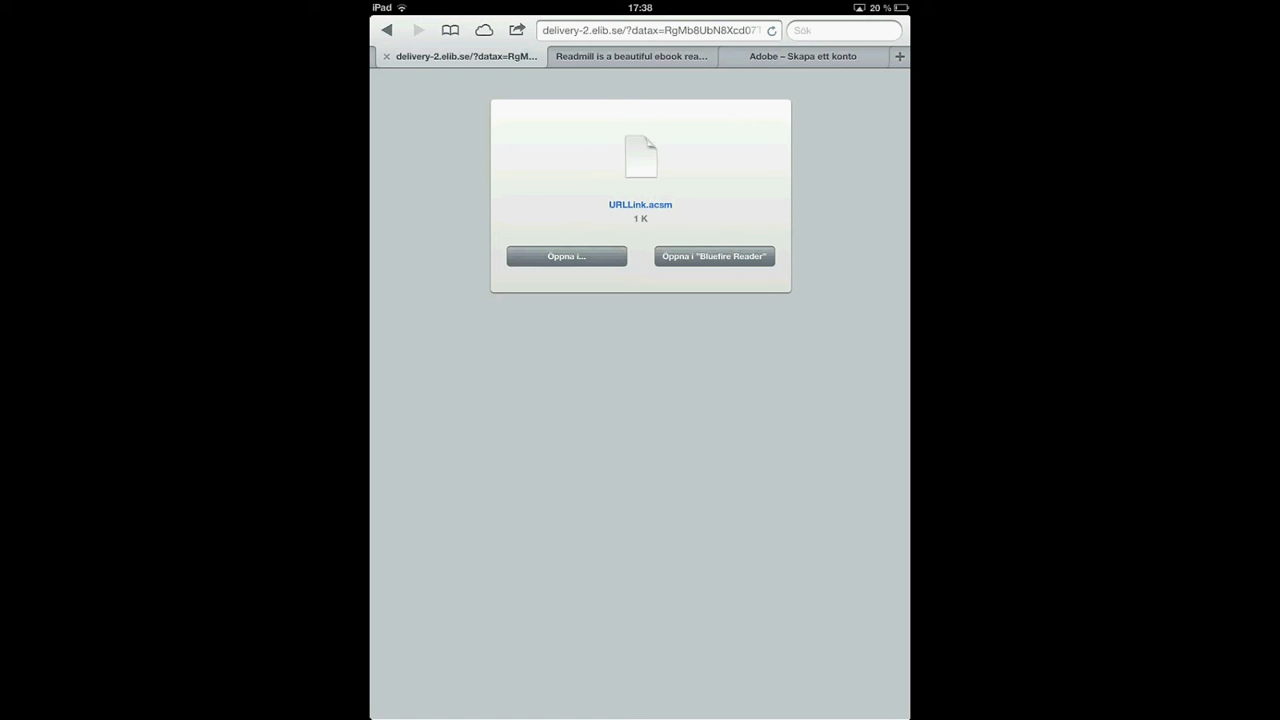 iPad 17:38 20 %
delivery-2.elib.se/?datax=RgMb8UbN8Xcd07 Sök
delivery-2.elib.se/?datax=RgM... Readmill is a beautiful ebook rea... Adobe – Skapa ett konto
URLLink.acsm
1 K
Öppna i... Öppna i "Bluefire Reader"